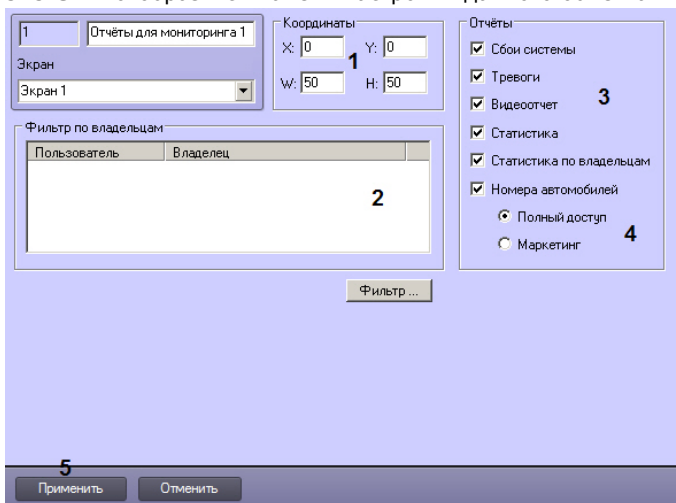 1
Отчёты для мониторинга 1
Экран
Экран 1
Координаты
X: 0 Y: 0
1
W: 50 H: 50
Отчёты
Сбои системы
Тревоги
Видеоотчет
3
Статистика
Статистика по владельцам
Номера автомобилей
Полный доступ
4
Маркетинг
Фильтр по владельцам
Пользователь Владелец
2
Фильтр ...
5
Применить Отменить